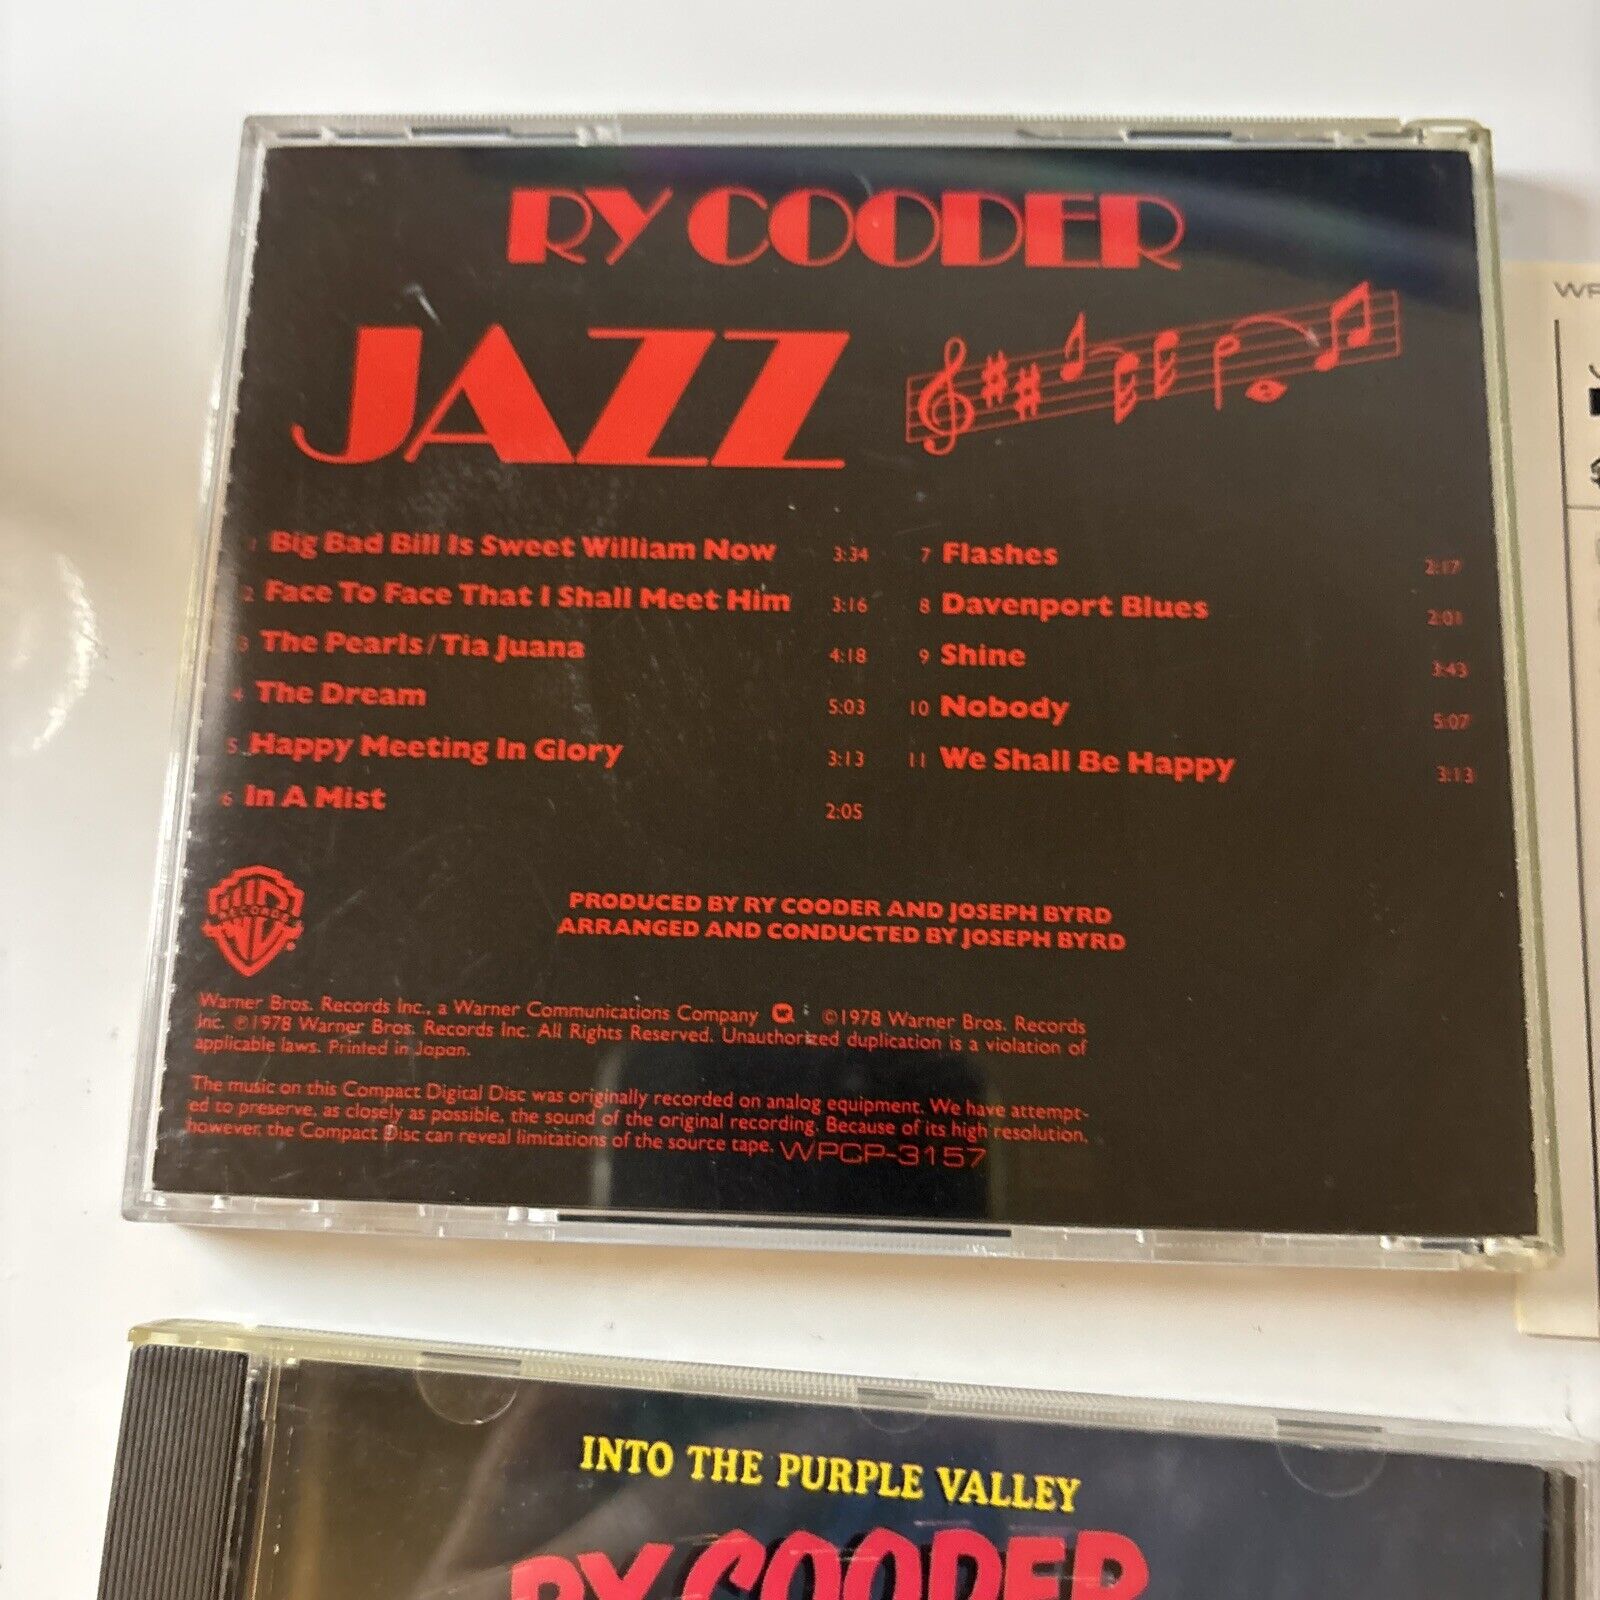 RY COODER
JAZZ
1 Big Bad Bill Is Sweet William Now 3:34
2 Face To Face That I Shall Meet Him 3:16
3 The Pearls/Tia Juana 4:18
4 The Dream 5:03
5 Happy Meeting In Glory 3:13
6 In A Mist 2:05
7 Flashes 2:17
8 Davenport Blues 2:01
9 Shine 3:43
10 Nobody 5:07
11 We Shall Be Happy 3:13
RECORDS
PRODUCED BY RY COODER AND JOSEPH BYRD
ARRANGED AND CONDUCTED BY JOSEPH BYRD
Warner Bros. Records Inc., a Warner Communications Company ©1978 Warner Bros. Records
Inc. ℗1978 Warner Bros. Records Inc. All Rights Reserved. Unauthorized duplication is a violation of
applicable laws. Printed in Japan.
The music on this Compact Digital Disc was originally recorded on analog equipment. We have attempt-
ed to preserve, as closely as possible, the sound of the original recording. Because of its high resolution,
however, the Compact Disc can reveal limitations of the source tape. WPCP-3157
INTO THE PURPLE VALLEY
RY COODER